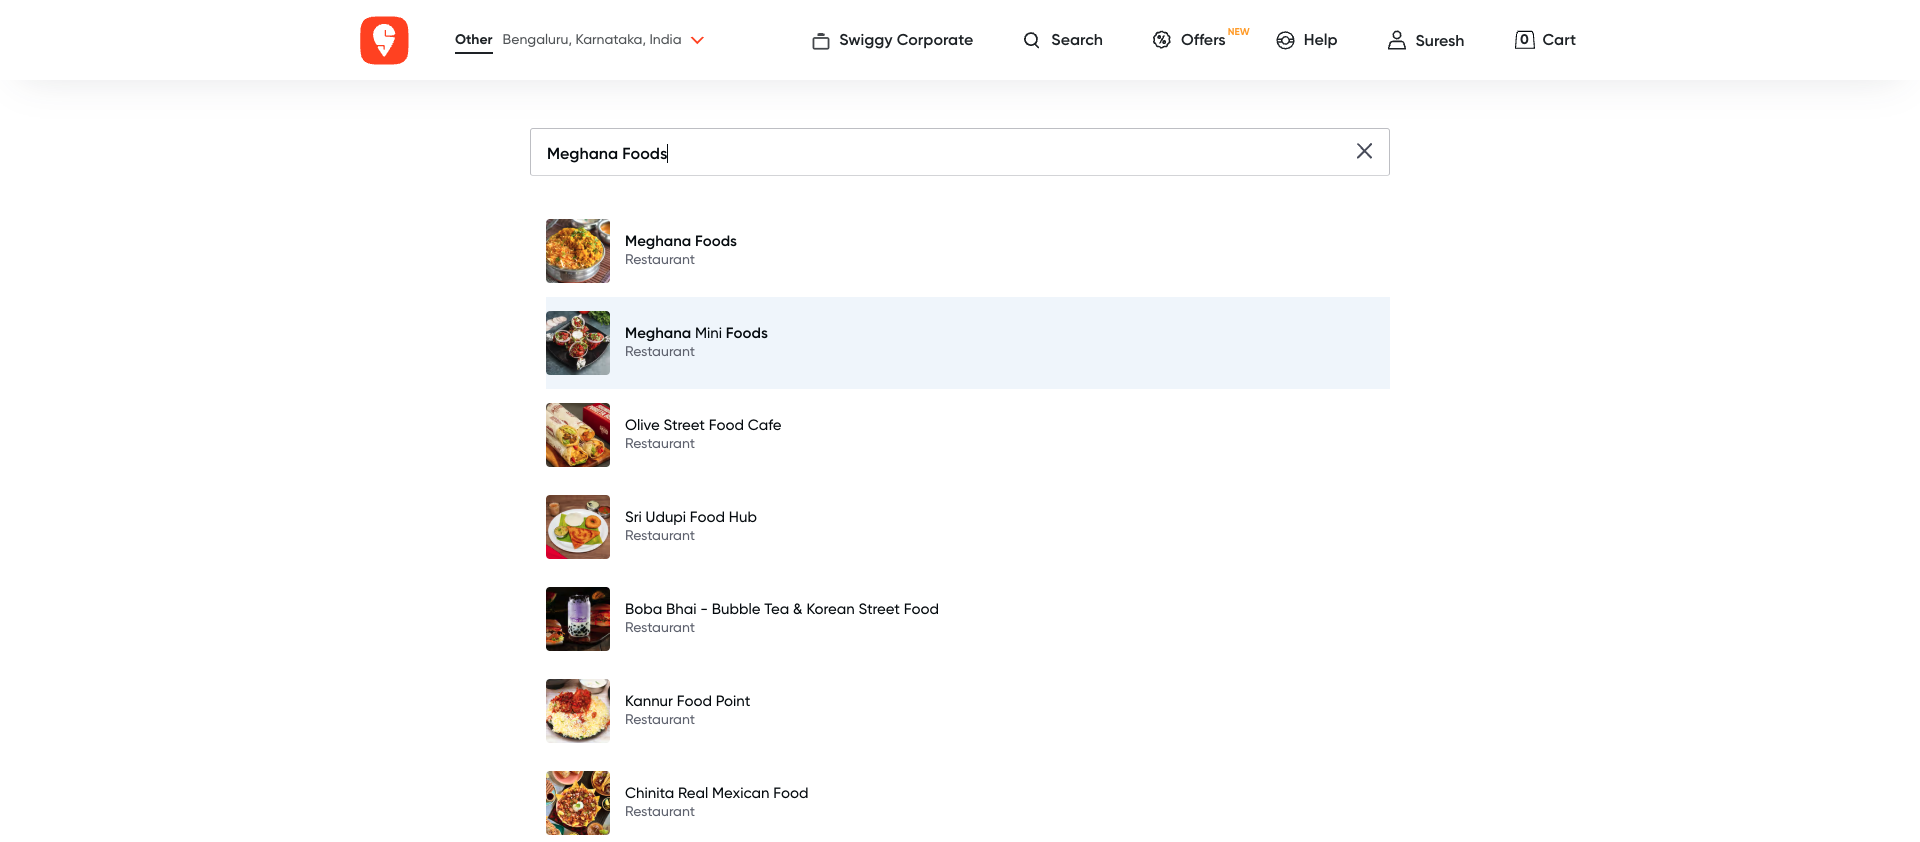 Other Bengaluru, Karnataka, India
Swiggy Corporate
Search
Offers NEW
Help
Suresh
0 Cart
Meghana Foods
Meghana Foods
Restaurant
Meghana Mini Foods
Restaurant
Olive Street Food Cafe
Restaurant
Sri Udupi Food Hub
Restaurant
Boba Bhai - Bubble Tea & Korean Street Food
Restaurant
Kannur Food Point
Restaurant
Chinita Real Mexican Food
Restaurant